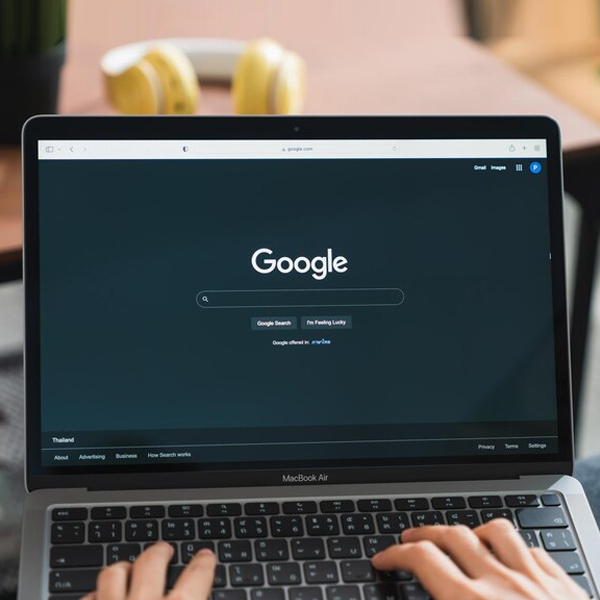 google.com
Gmail Images P
Google
Google Search I'm Feeling Lucky
Google offered in: ภาษาไทย
Thailand
About Advertising Business How Search works Privacy Terms Settings
MacBook Air